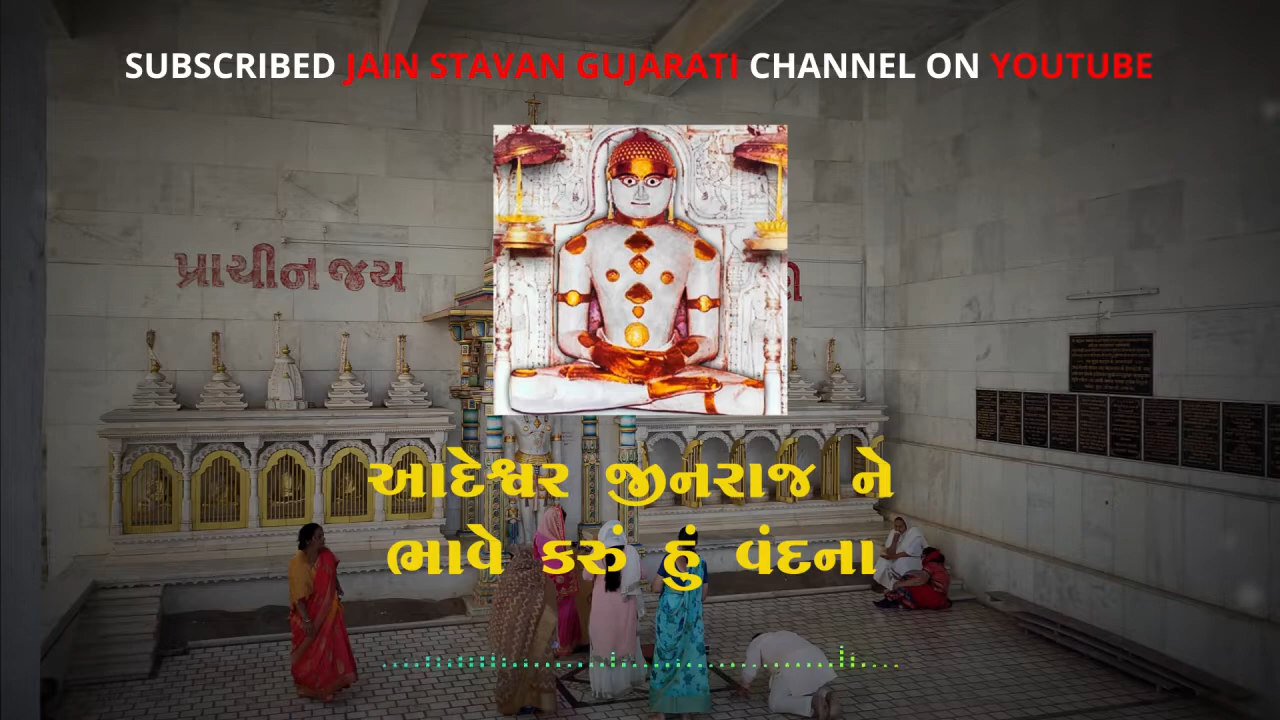 SUBSCRIBED JAIN STAVAN GUJARATI CHANNEL ON YOUTUBE
પ્રાચીન જય
આદેશ્વર જીનરાજ ને
ભાવે કરું હું વંદના